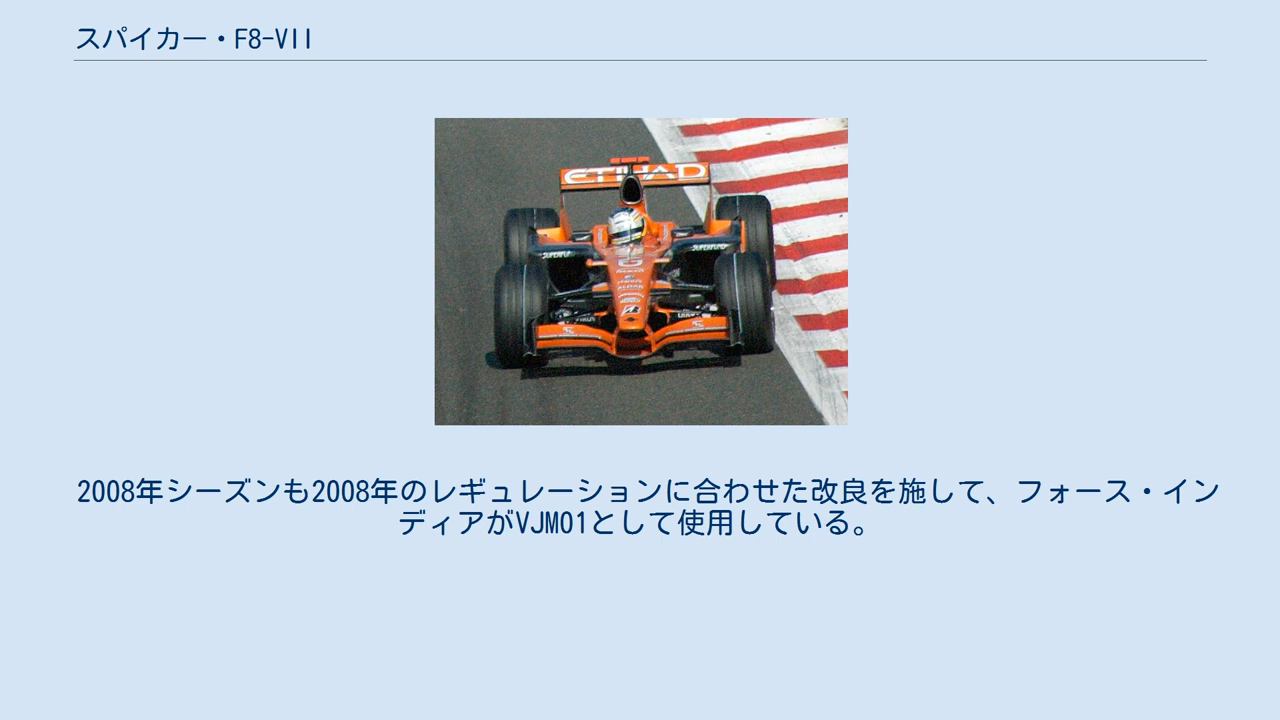 スパイカー・F8-VII
ETIHAD
SUPERFUND
2008年シーズンも2008年のレギュレーションに合わせた改良を施して、フォース・イン
ディアがVJM01として使用している。